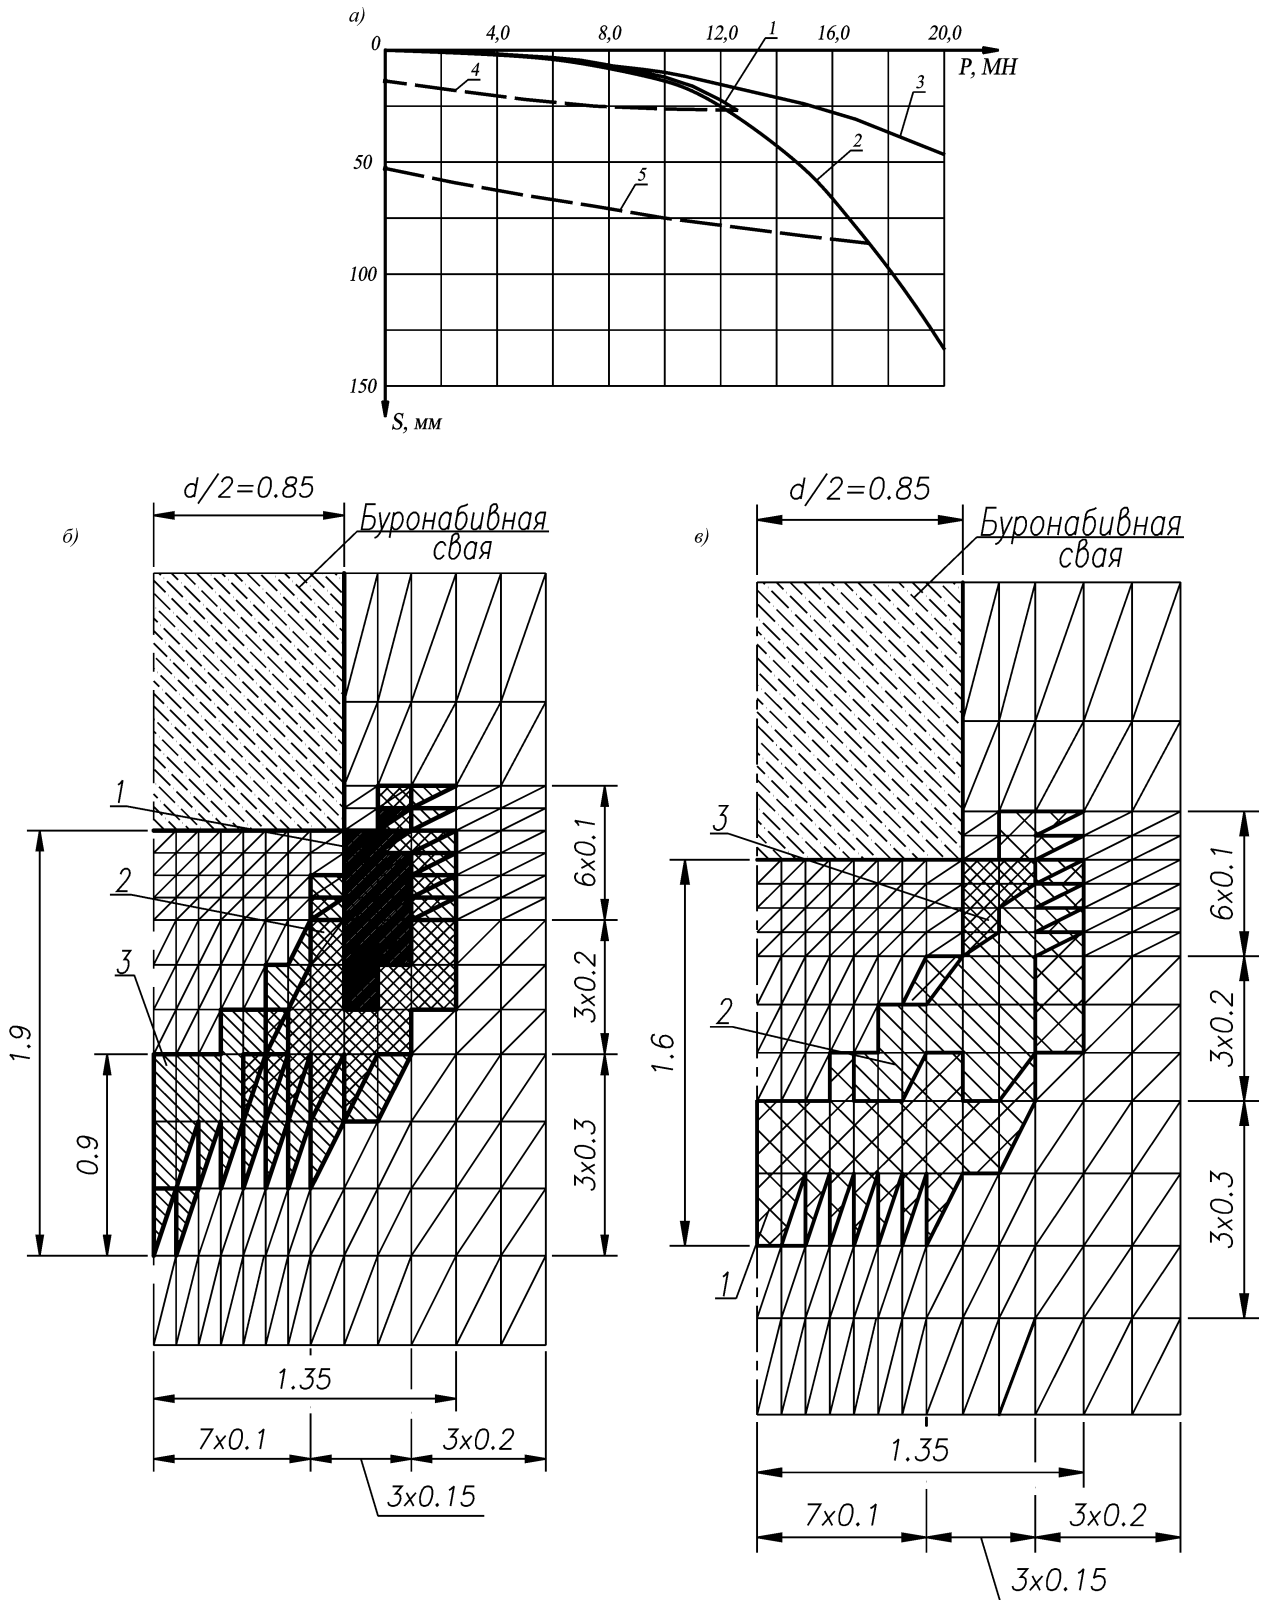 а)
0
4,0
8,0
12,0
1
16,0
20,0
P, МН
4
3
2
50
5
100
150
S, мм
б)
d/2=0.85
Буронабивная
свая
1
2
3
1.9
0.9
6x0.1
3x0.2
3x0.3
1.35
7x0.1
3x0.2
3x0.15
в)
d/2=0.85
Буронабивная
свая
3
2
1
1.6
6x0.1
3x0.2
3x0.3
1.35
7x0.1
3x0.2
3x0.15